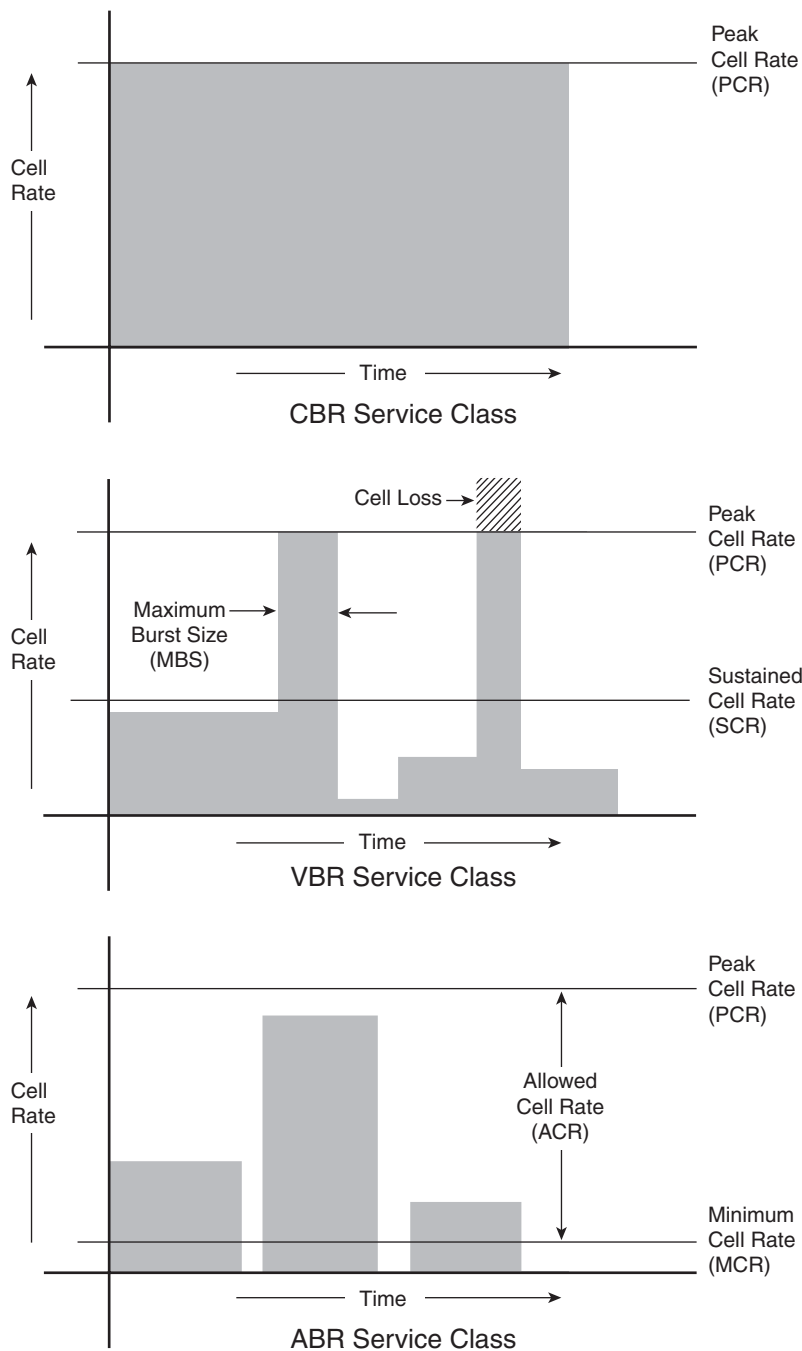 Peak
Cell Rate
(PCR)
Cell
Rate
Time
CBR Service Class
Cell Loss
Peak
Cell Rate
(PCR)
Maximum
Burst Size
(MBS)
Cell
Rate
Sustained
Cell Rate
(SCR)
Time
VBR Service Class
Peak
Cell Rate
(PCR)
Cell
Rate
Allowed
Cell Rate
(ACR)
Minimum
Cell Rate
(MCR)
Time
ABR Service Class